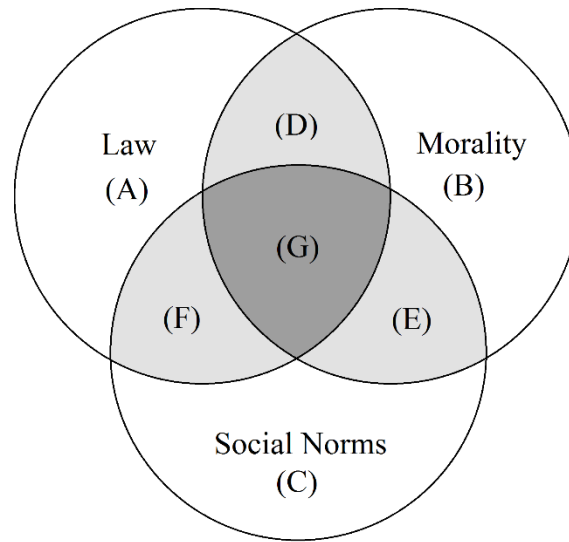 (D)
Law
(A)
Morality
(B)
(G)
(F)
(E)
Social Norms
(C)